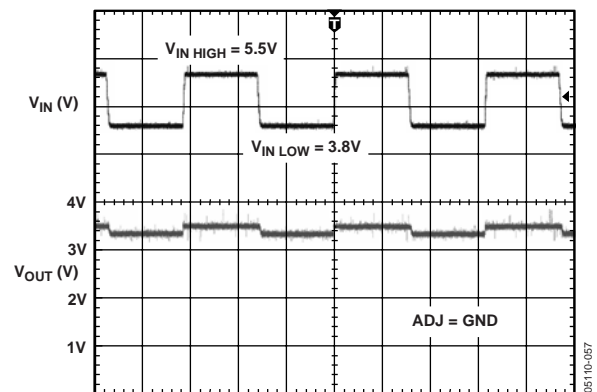 T
V_IN HIGH = 5.5V
V_IN (V)
V_IN LOW = 3.8V
4V
3V
V_OUT (V)
2V
ADJ = GND
1V
05110-057